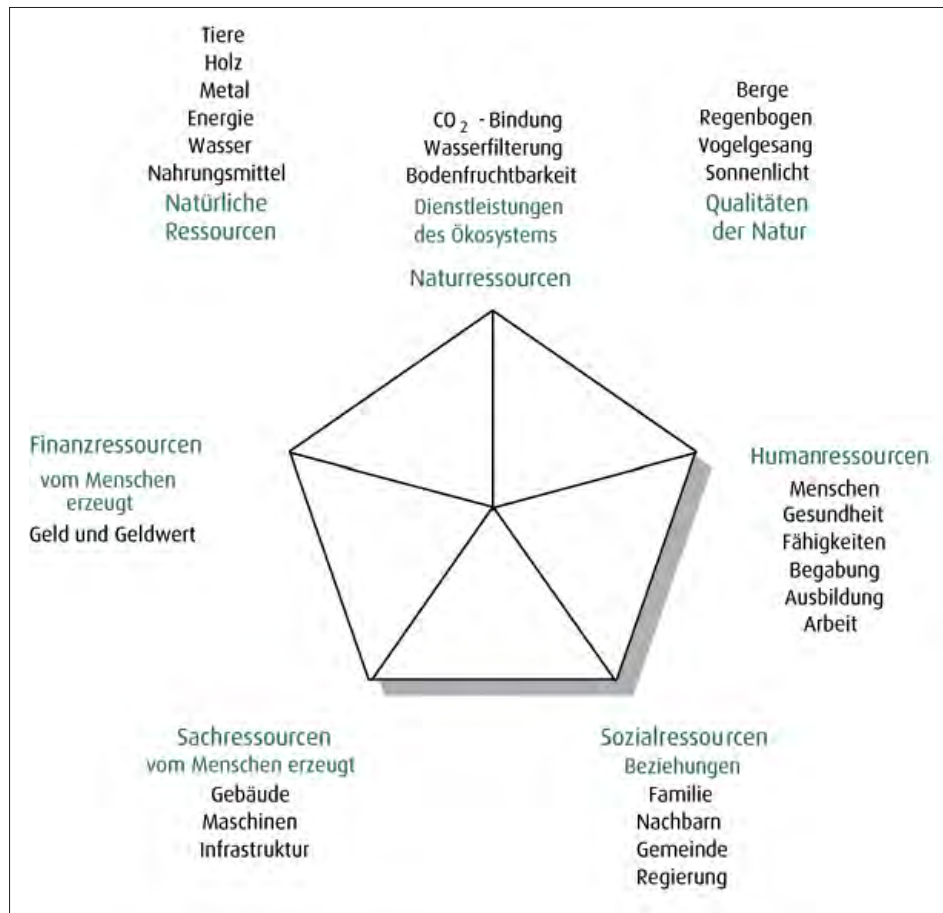 Tiere
Holz
Metal
Energie
Wasser
Nahrungsmittel
Natürliche
Ressourcen
CO₂ - Bindung
Wasserfilterung
Bodenfruchtbarkeit
Dienstleistungen
des Ökosystems
Berge
Regenbogen
Vogelgesang
Sonnenlicht
Qualitäten
der Natur
Naturressourcen
Finanzressourcen
vom Menschen
erzeugt
Geld und Geldwert
Humanressourcen
Menschen
Gesundheit
Fähigkeiten
Begabung
Ausbildung
Arbeit
Sachressourcen
vom Menschen erzeugt
Gebäude
Maschinen
Infrastruktur
Sozialressourcen
Beziehungen
Familie
Nachbarn
Gemeinde
Regierung